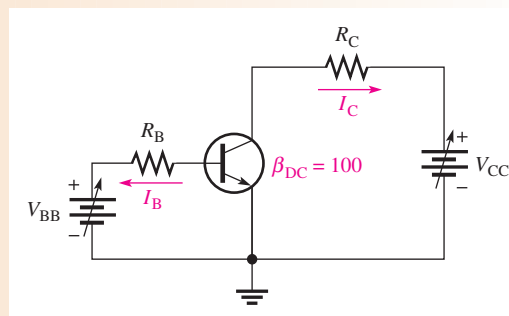 R_C
I_C
R_B
β_DC = 100
+
V_CC
−
+
I_B
V_BB
−